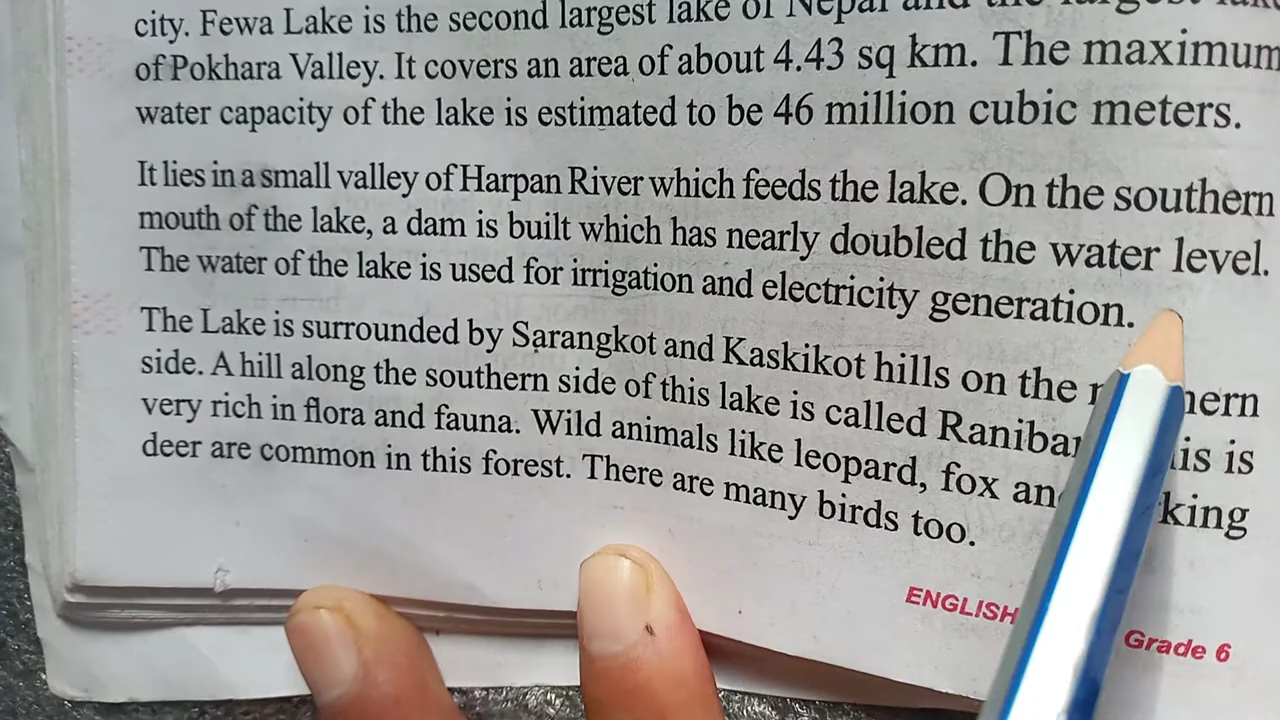 city. Fewa Lake is the second largest lake of Nepal and the largest lake
of Pokhara Valley. It covers an area of about 4.43 sq km. The maximum
water capacity of the lake is estimated to be 46 million cubic meters.
It lies in a small valley of Harpan River which feeds the lake. On the southern
mouth of the lake, a dam is built which has nearly doubled the water level.
The water of the lake is used for irrigation and electricity generation.
The Lake is surrounded by Sarangkot and Kaskikot hills on the
side. A hill along the southern side of this lake is called is
very rich in flora and fauna. Wild animals like leopard, fox
deer are common in this forest. There are many birds too.
ENGLISH Grade 6